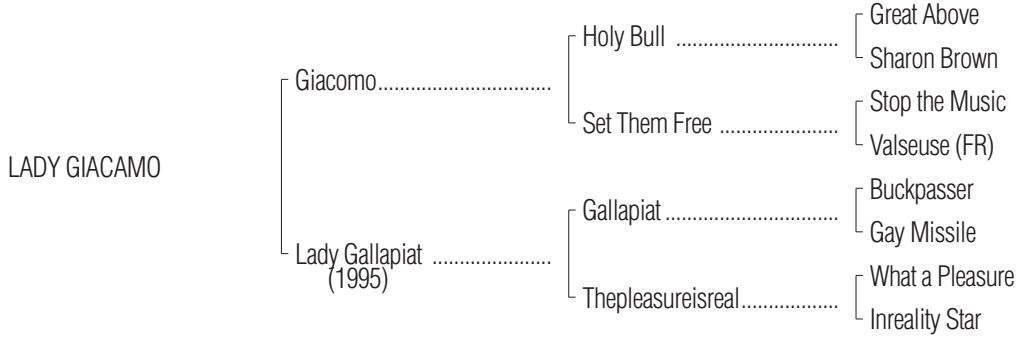 Great Above
Holy Bull ..............................
Sharon Brown
Giacomo................................
Stop the Music
Set Them Free ......................
Valseuse (FR)
LADY GIACAMO
Buckpasser
Gallapiat ................................
Gay Missile
Lady Gallapiat ......................
(1995)
What a Pleasure
Thepleasureisreal..................
Inreality Star